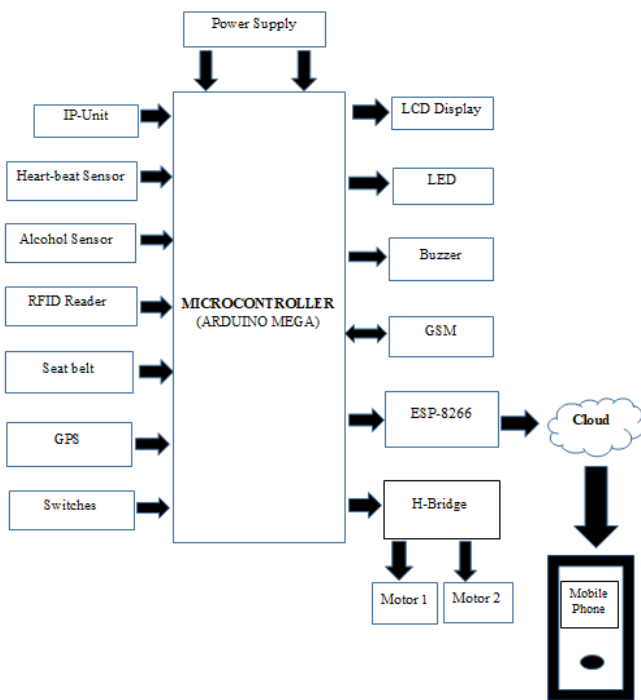 Power Supply
IP-Unit
Heart-beat Sensor
Alcohol Sensor
RFID Reader
Seat belt
GPS
Switches
MICROCONTROLLER
(ARDUINO MEGA)
LCD Display
LED
Buzzer
GSM
ESP-8266
Cloud
H-Bridge
Motor 1
Motor 2
Mobile
Phone